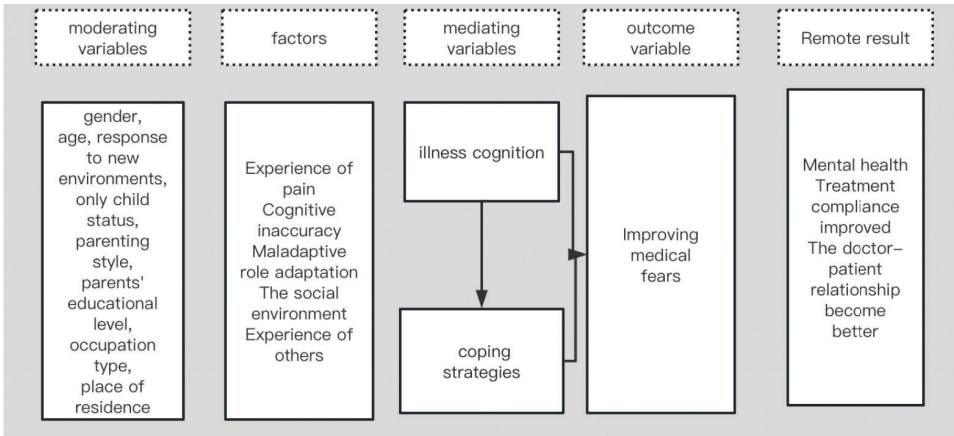 moderating
variables
factors
mediating
variables
outcome
variable
Remote result
gender,
age, response
to new
environments,
only child
status,
parenting
style,
parents'
educational
level,
occupation
type,
place of
residence
Experience of
pain
Cognitive
inaccuracy
Maladaptive
role adaptation
The social
environment
Experience of
others
illness cognition
coping
strategies
Improving
medical
fears
Mental health
Treatment
compliance
improved
The doctor–
patient
relationship
become
better